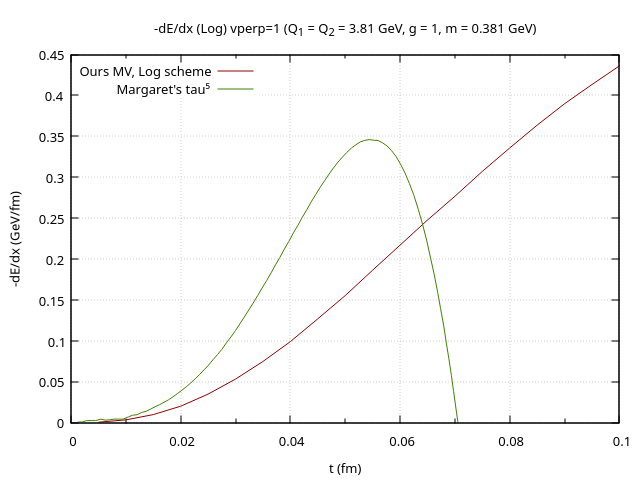 -dE/dx (Log) vperp=1 (Q₁ = Q₂ = 3.81 GeV, g = 1, m = 0.381 GeV)
Ours MV, Log scheme
Margaret's tau⁵
0.45
0.4
0.35
0.3
0.25
0.2
0.15
0.1
0.05
0
-dE/dx (GeV/fm)
0 0.02 0.04 0.06 0.08 0.1
t (fm)